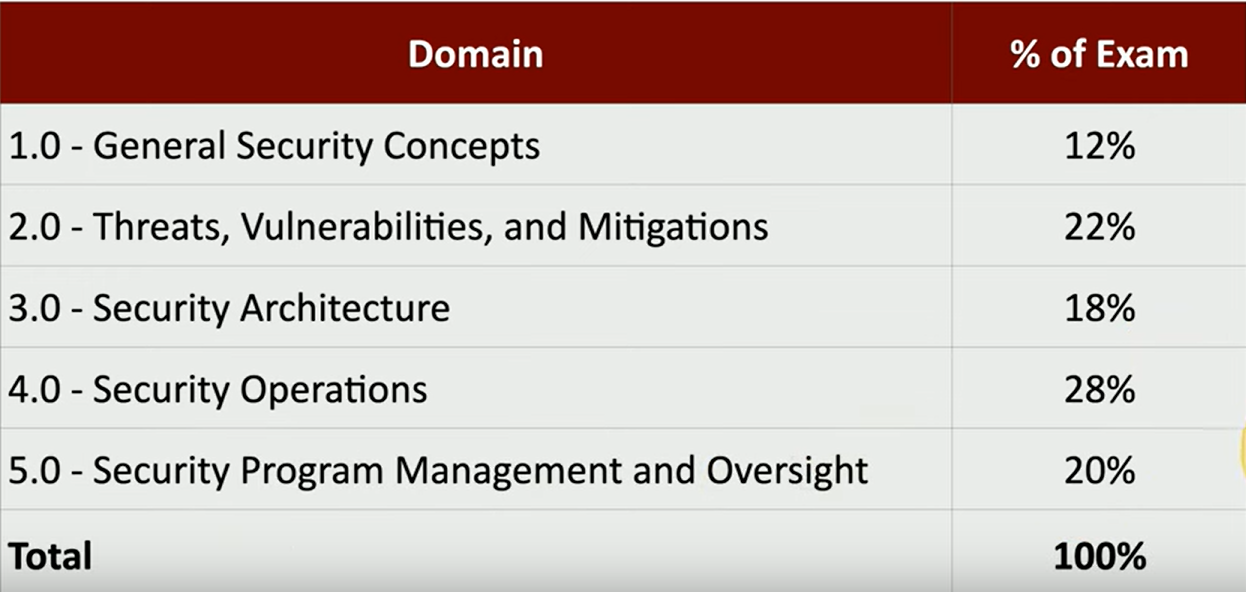 Domain % of Exam
1.0 - General Security Concepts 12%
2.0 - Threats, Vulnerabilities, and Mitigations 22%
3.0 - Security Architecture 18%
4.0 - Security Operations 28%
5.0 - Security Program Management and Oversight 20%
Total 100%